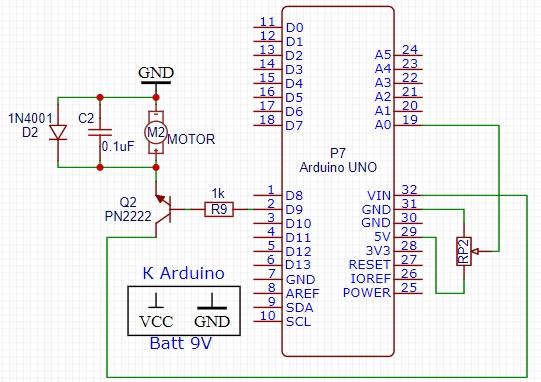 GND
1N4001
D2
C2
0.1uF
M2
MOTOR
Q2
PN2222
1k
R9
K Arduino
VCC
GND
Batt 9V
P7
Arduino UNO
11 D0
12 D1
13 D2
14 D3
15 D4
16 D5
17 D6
18 D7
1 D8
2 D9
3 D10
4 D11
5 D12
6 D13
7 GND
8 AREF
9 SDA
10 SCL
A5 24
A4 23
A3 22
A2 21
A1 20
A0 19
VIN 32
GND 31
GND 30
5V 29
3V3 28
RESET 27
IOREF 26
POWER 25
RP2